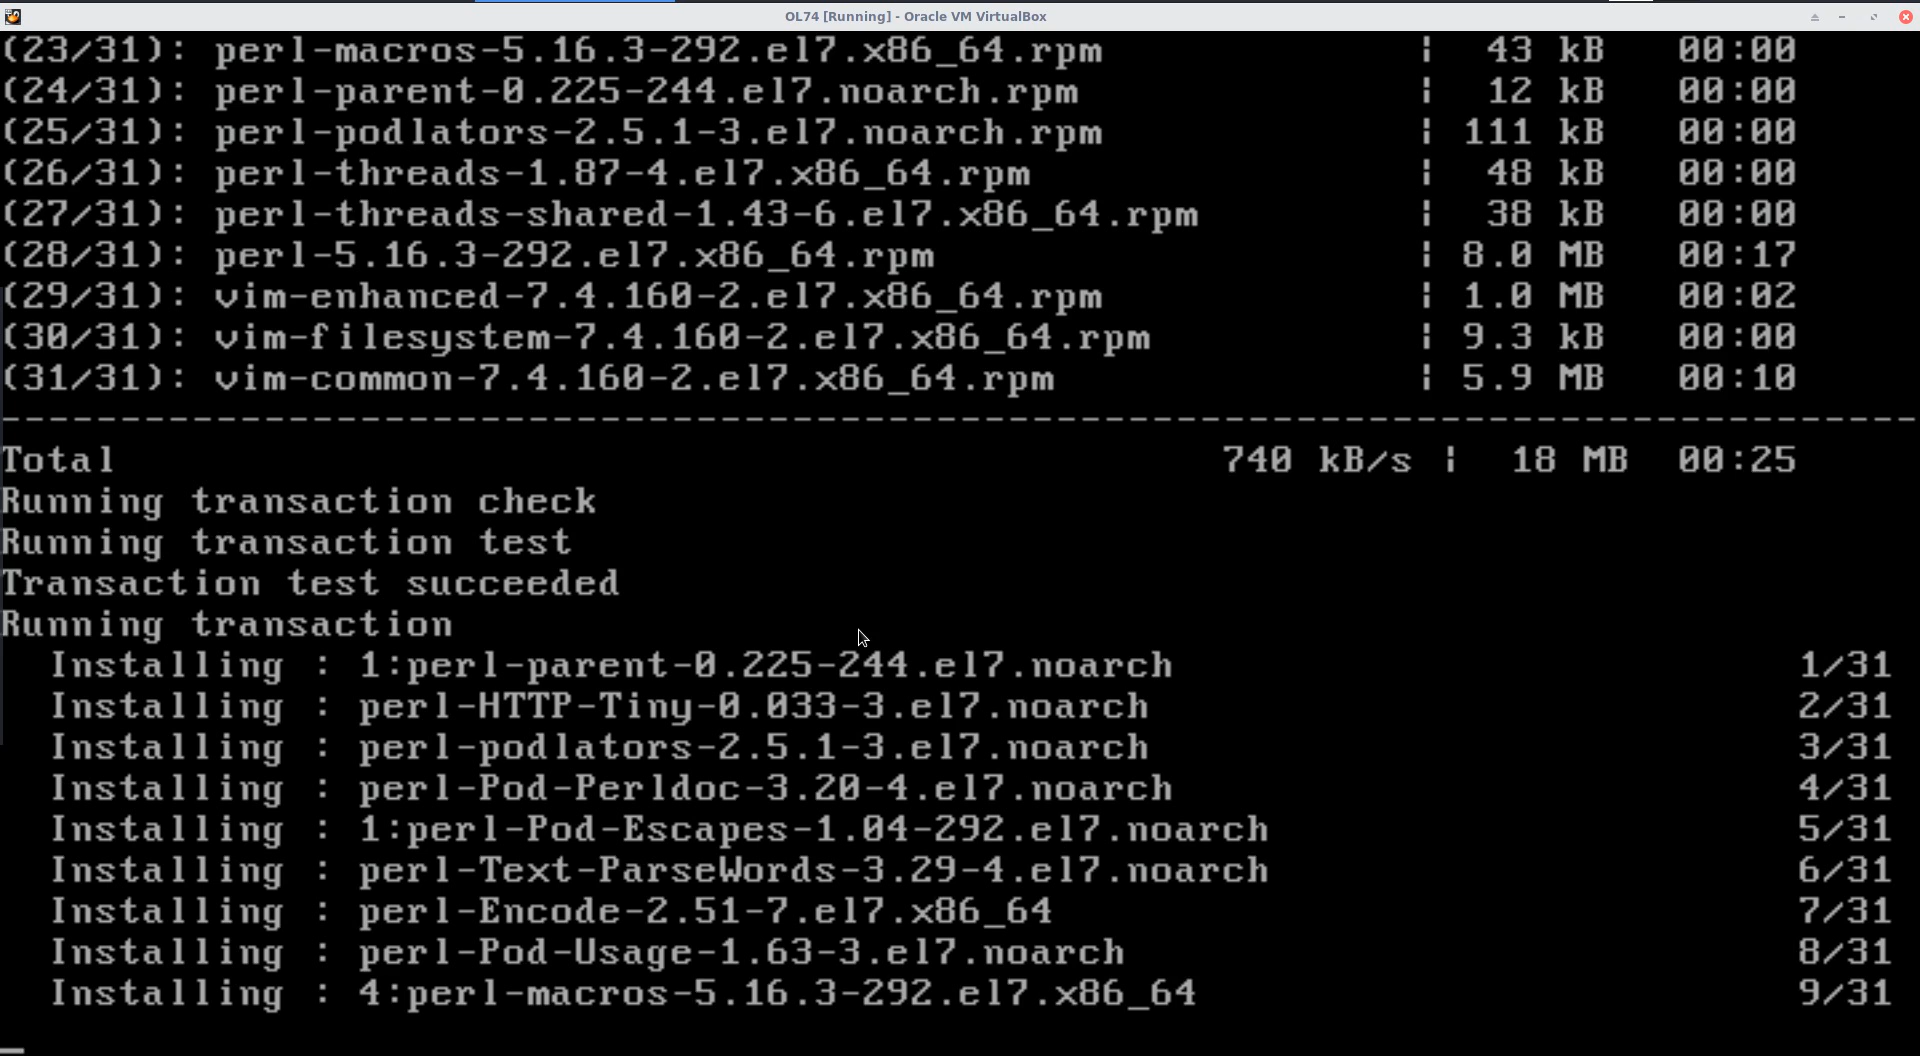 OL74 [Running] - Oracle VM VirtualBox
(23/31): perl-macros-5.16.3-292.el7.x86_64.rpm | 43 kB 00:00
(24/31): perl-parent-0.225-244.el7.noarch.rpm | 12 kB 00:00
(25/31): perl-podlators-2.5.1-3.el7.noarch.rpm | 111 kB 00:00
(26/31): perl-threads-1.87-4.el7.x86_64.rpm | 48 kB 00:00
(27/31): perl-threads-shared-1.43-6.el7.x86_64.rpm | 38 kB 00:00
(28/31): perl-5.16.3-292.el7.x86_64.rpm | 8.0 MB 00:17
(29/31): vim-enhanced-7.4.160-2.el7.x86_64.rpm | 1.0 MB 00:02
(30/31): vim-filesystem-7.4.160-2.el7.x86_64.rpm | 9.3 kB 00:00
(31/31): vim-common-7.4.160-2.el7.x86_64.rpm | 5.9 MB 00:10
--------------------------------------------------------------------------------
Total 740 kB/s | 18 MB 00:25
Running transaction check
Running transaction test
Transaction test succeeded
Running transaction
Installing : 1:perl-parent-0.225-244.el7.noarch 1/31
Installing : perl-HTTP-Tiny-0.033-3.el7.noarch 2/31
Installing : perl-podlators-2.5.1-3.el7.noarch 3/31
Installing : perl-Pod-Perldoc-3.20-4.el7.noarch 4/31
Installing : 1:perl-Pod-Escapes-1.04-292.el7.noarch 5/31
Installing : perl-Text-ParseWords-3.29-4.el7.noarch 6/31
Installing : perl-Encode-2.51-7.el7.x86_64 7/31
Installing : perl-Pod-Usage-1.63-3.el7.noarch 8/31
Installing : 4:perl-macros-5.16.3-292.el7.x86_64 9/31